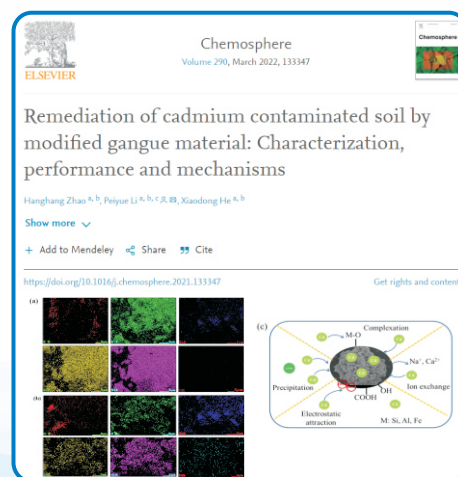 ELSEVIER
Chemosphere
Volume 290, March 2022, 133347
Chemosphere
Remediation of cadmium contaminated soil by
modified gangue material: Characterization,
performance and mechanisms
Hanghang Zhao a, b, Peiyue Li a, b, c, Xiaodong He a, b
Show more
+ Add to Mendeley Share Cite
https://doi.org/10.1016/j.chemosphere.2021.133347 Get rights and content
(a)
(b)
(c)
Complexation
M-O
Na⁺, Ca²⁺
Precipitation
Ion exchange
OH
COOH
Electrostatic
attraction
M: Si, Al, Fe